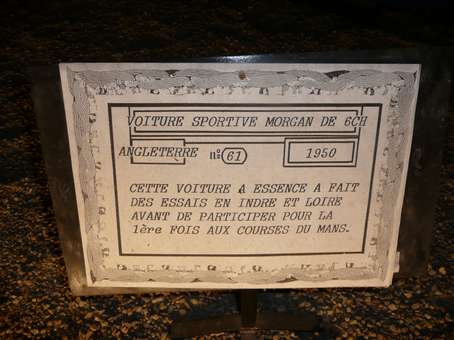 VOITURE SPORTIVE MORGAN DE 6CH
ANGLETERRE n° 61 1950
CETTE VOITURE A ESSENCE A FAIT
DES ESSAIS EN INDRE ET LOIRE
AVANT DE PARTICIPER POUR LA
1ère FOIS AUX COURSES DU MANS.